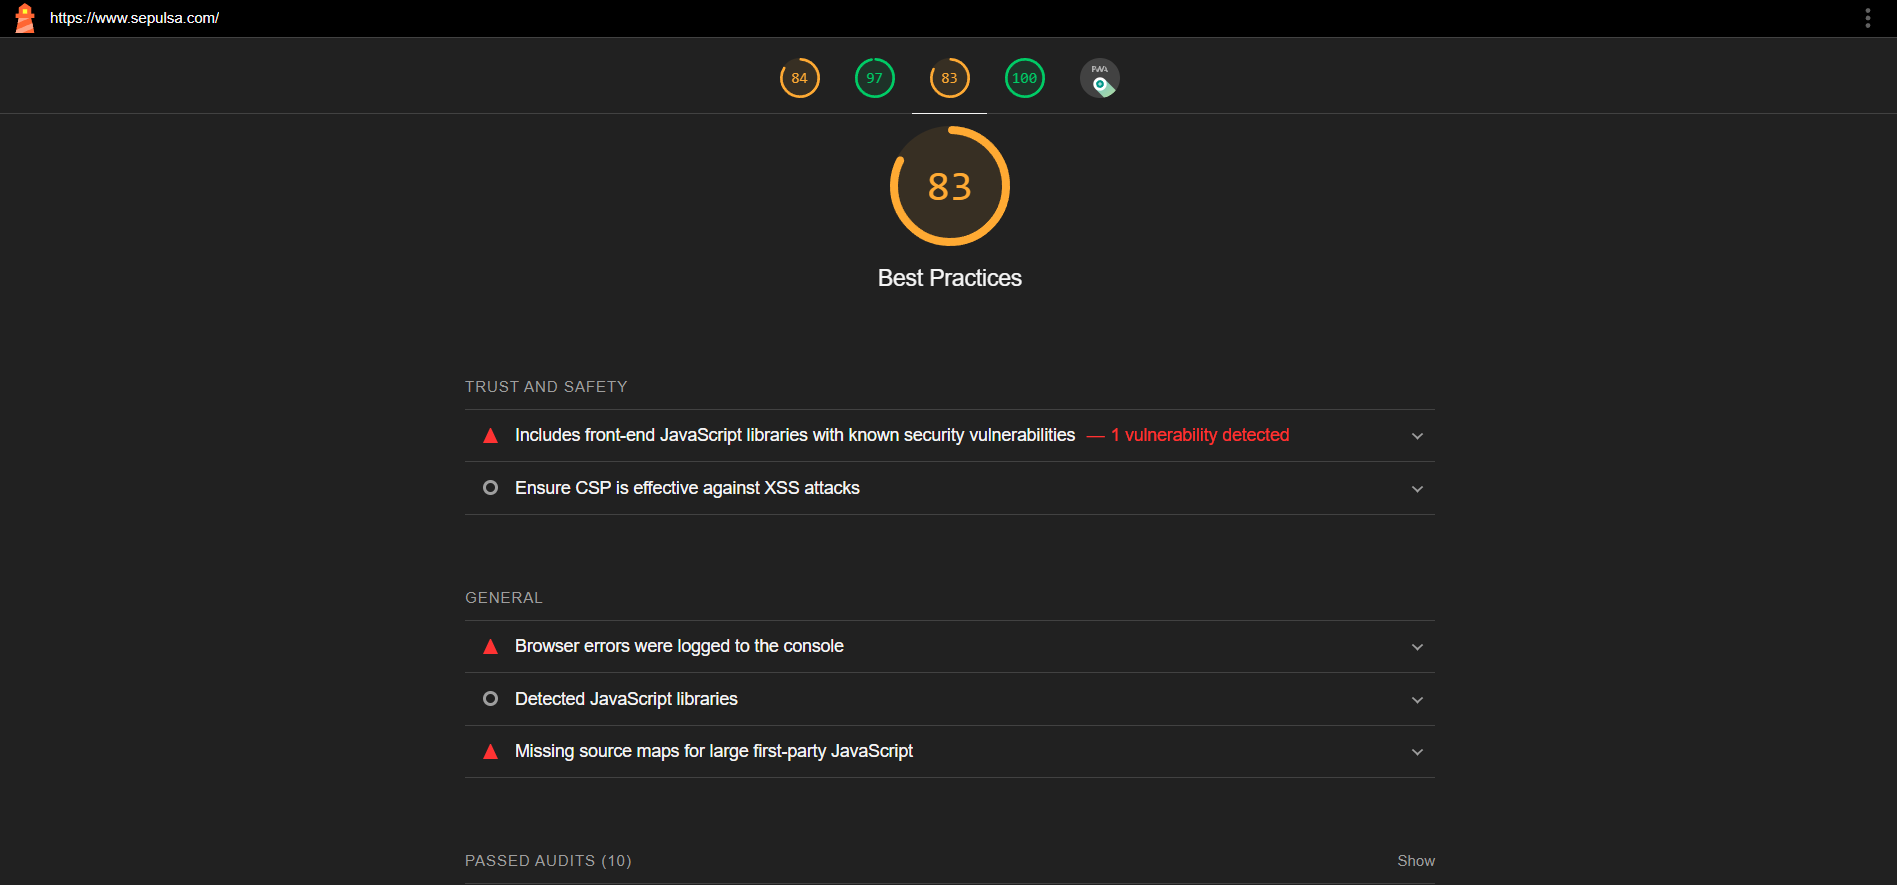 https://www.sepulsa.com/
84 97 83 100 PWA
83
Best Practices
TRUST AND SAFETY
Includes front-end JavaScript libraries with known security vulnerabilities — 1 vulnerability detected
Ensure CSP is effective against XSS attacks
GENERAL
Browser errors were logged to the console
Detected JavaScript libraries
Missing source maps for large first-party JavaScript
PASSED AUDITS (10) Show